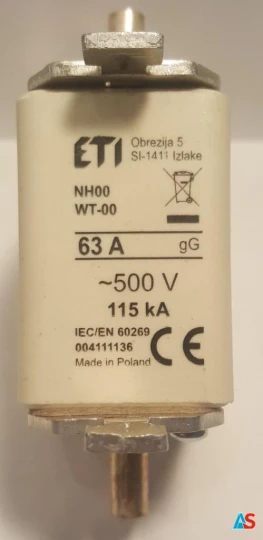 ETI
Obrezija 5
SI-1411 Izlake
NH00
WT-00
63 A gG
~500 V
115 kA
IEC/EN 60269
004111136
Made in Poland
CE
AS